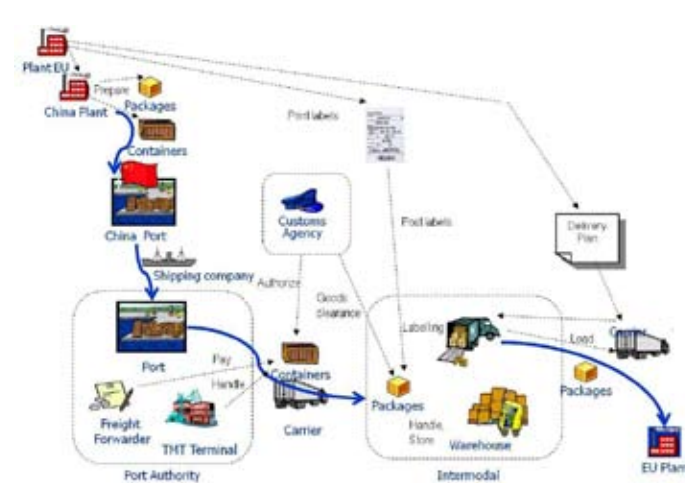 Plant EU
Prepare
Packages
China Plant
Containers
Post labels
Customs
Agency
Post labels
Delivery
Plan
China Port
Shipping company
Authorize
Goods
clearance
Labeling
Carrier
Load
Port
Pay
Containers
Packages
Handle
Packages
Freight
Forwarder
TMT Terminal
Carrier
Handle,
Store
Warehouse
EU Plant
Port Authority
Intermodal